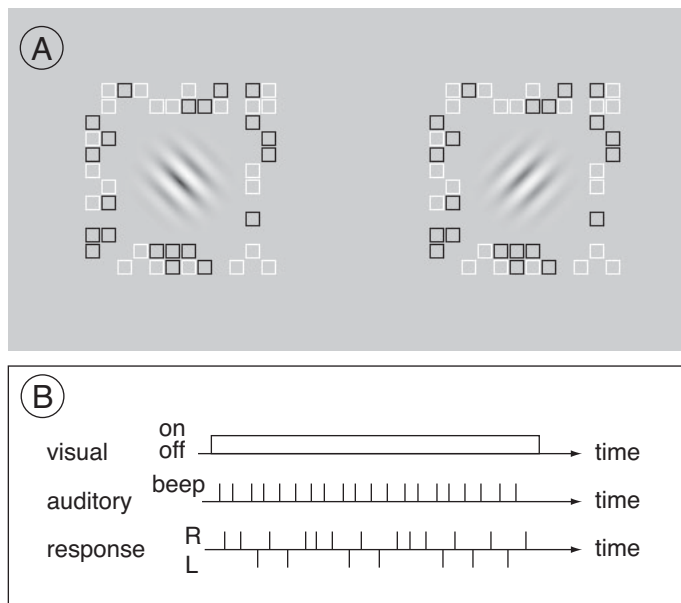 A
B
on
off
visual
time
beep
auditory
time
R
response
time
L